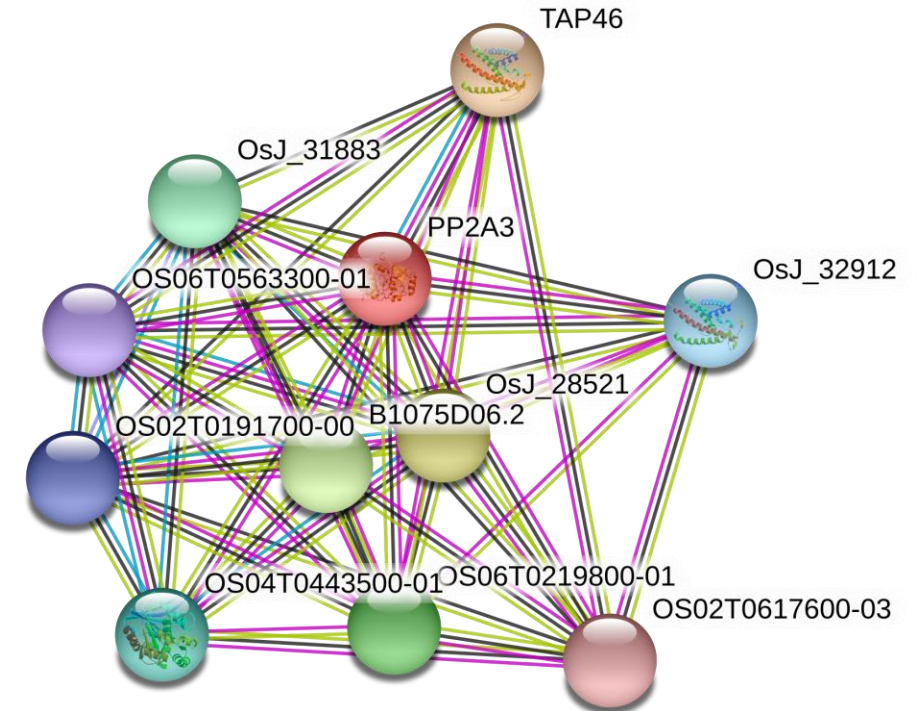 TAP46
OsJ_31883
PP2A3
OsJ_32912
OS06T0563300-01
OsJ_28521
B1075D06.2
OS02T0191700-00
OS04T0443500-01
OS06T0219800-01
OS02T0617600-03